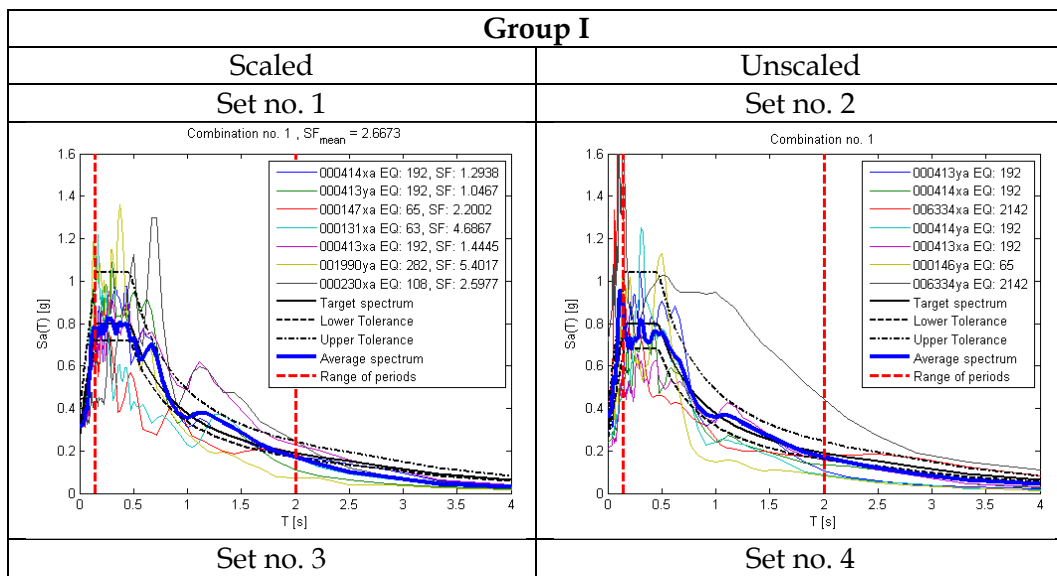 Group I
Scaled
Unscaled
Set no. 1
Set no. 2
Combination no. 1 , SFmean = 2.6673
1.6
1.4
1.2
1
0.8
0.6
0.4
0.2
0
Sa(T) [g]
000414xa EQ: 192, SF: 1.2938
000413ya EQ: 192, SF: 1.0467
000147xa EQ: 65, SF: 2.2002
000131xa EQ: 63, SF: 4.6867
000413xa EQ: 192, SF: 1.4445
001990ya EQ: 282, SF: 5.4017
000230xa EQ: 108, SF: 2.5977
Target spectrum
Lower Tolerance
Upper Tolerance
Average spectrum
Range of periods
0 0.5 1 1.5 2 2.5 3 3.5 4
T [s]
Combination no. 1
1.6
1.4
1.2
1
0.8
0.6
0.4
0.2
0
Sa(T) [g]
000413ya EQ: 192
000414xa EQ: 192
006334xa EQ: 2142
000414ya EQ: 192
000413xa EQ: 192
000146ya EQ: 65
006334ya EQ: 2142
Target spectrum
Lower Tolerance
Upper Tolerance
Average spectrum
Range of periods
0 0.5 1 1.5 2 2.5 3 3.5 4
T [s]
Set no. 3
Set no. 4